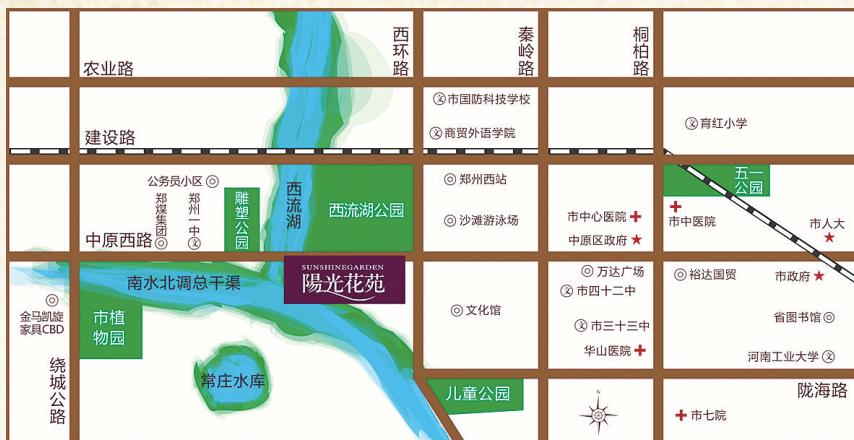 西环路
秦岭路
桐柏路
农业路
市国防科技学校
建设路
商贸外语学院
育红小学
公务员小区
郑煤集团
郑州一中
雕塑公园
西流湖
西流湖公园
郑州西站
沙滩游泳场
五一
公园
市中心医院
市中医院
中原区政府
市人大
中原西路
南水北调总干渠
SUNSHINEGARDEN
陽光花苑
万达广场
裕达国贸
市政府
市四十二中
金马凯旋
家具CBD
市植
物园
文化馆
市三十三中
省图书馆
华山医院
河南工业大学
绕城公路
常庄水库
儿童公园
陇海路
N
市七院